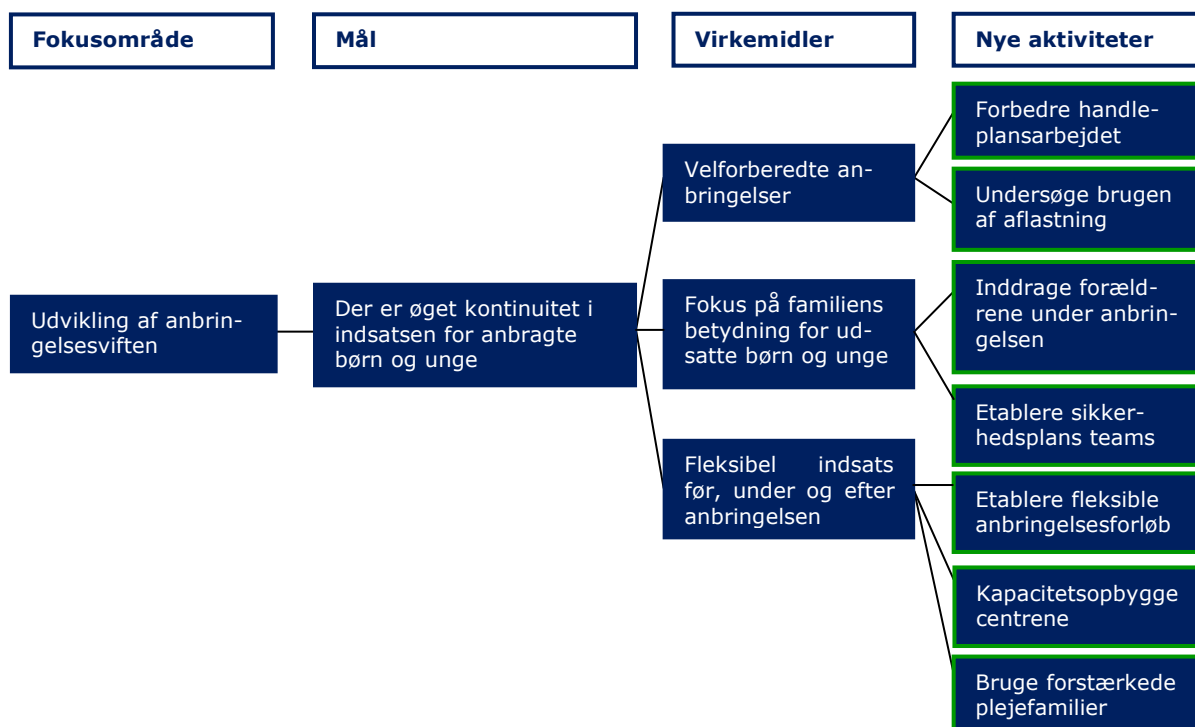 Fokusområde
Mål
Virkemidler
Nye aktiviteter
Udvikling af anbrin-
gelsesviften
Der er øget kontinuitet i
indsatsen for anbragte
børn og unge
Velforberedte an-
bringelser
Fokus på familiens
betydning for ud-
satte børn og unge
Fleksibel indsats
før, under og efter
anbringelsen
Forbedre handle-
plansarbejdet
Undersøge brugen
af aflastning
Inddrage foræld-
rene under anbrin-
gelsen
Etablere sikker-
hedsplans teams
Etablere fleksible
anbringelsesforløb
Kapacitetsopbygge
centrene
Bruge forstærkede
plejefamilier